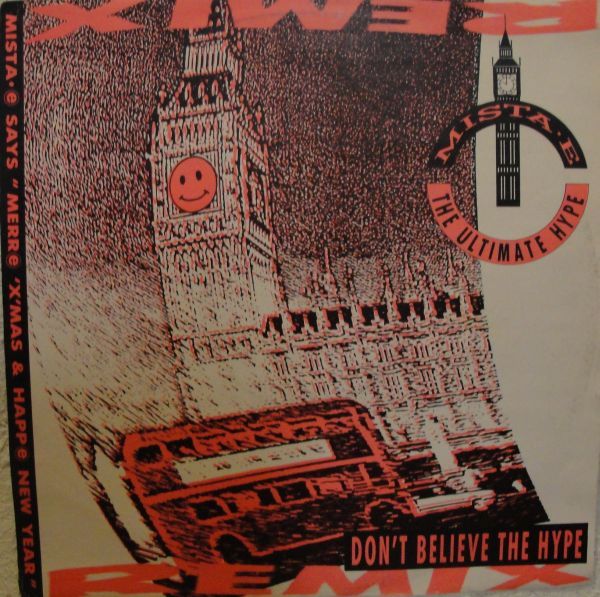 REMIX
MISTA·E
THE ULTIMATE HYPE
MISTA·e SAYS "MERRe 'X'MAS & HAPPe NEW YEAR"
DON'T BELIEVE THE HYPE
REMIX